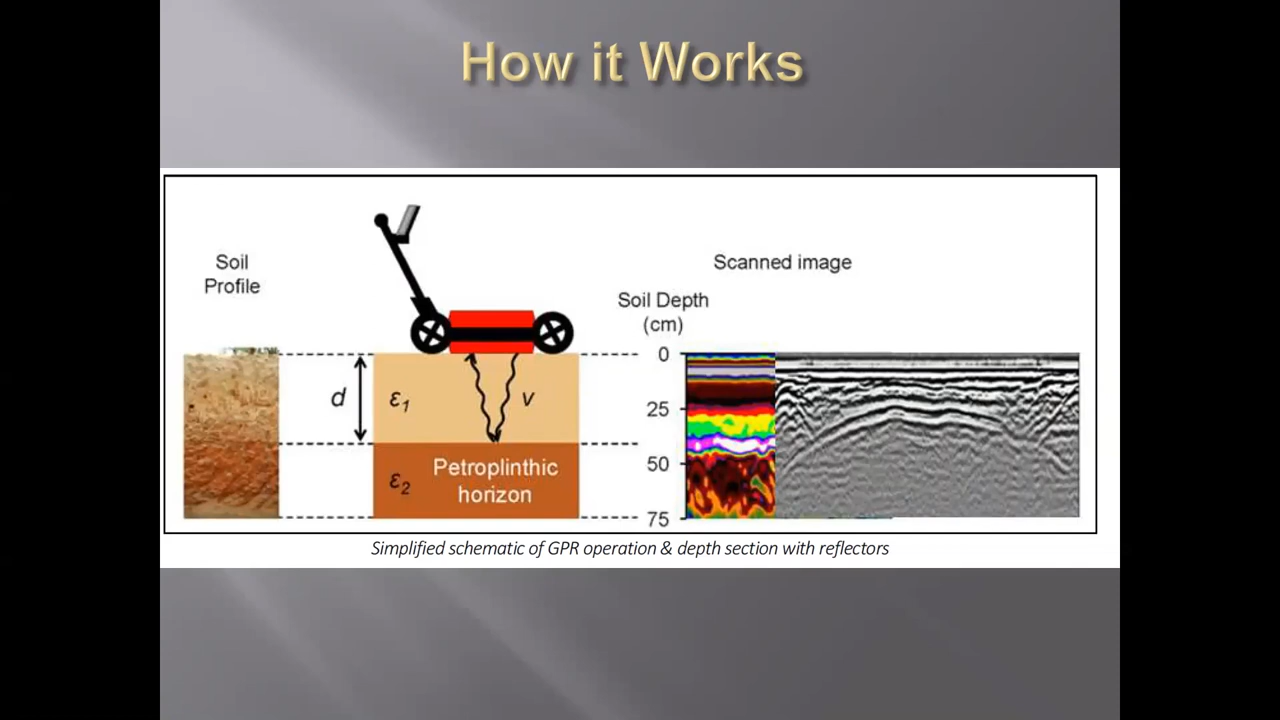 How it Works
Soil
Profile
Scanned image
Soil Depth
(cm)
0
d
ε1
v
25
50
ε2
Petroplinthic
horizon
75
Simplified schematic of GPR operation & depth section with reflectors